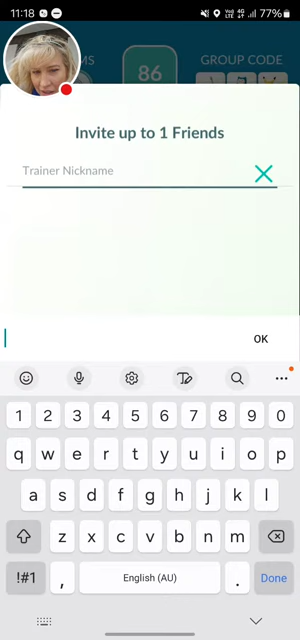 11:18
77%
MS
GROUP CODE
86
Invite up to 1 Friends
Trainer Nickname
OK
1 2 3 4 5 6 7 8 9 0
q w e r t y u i o p
a s d f g h j k l
z x c v b n m
!#1 , English (AU) . Done